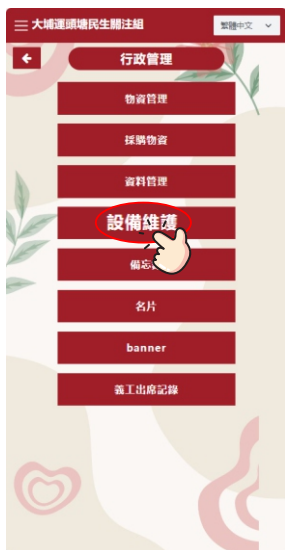 大埔運頭塘民生關注組
繁體中文
行政管理
物資管理
採購物資
資料管理
設備維護
備忘
名片
banner
義工出席記錄